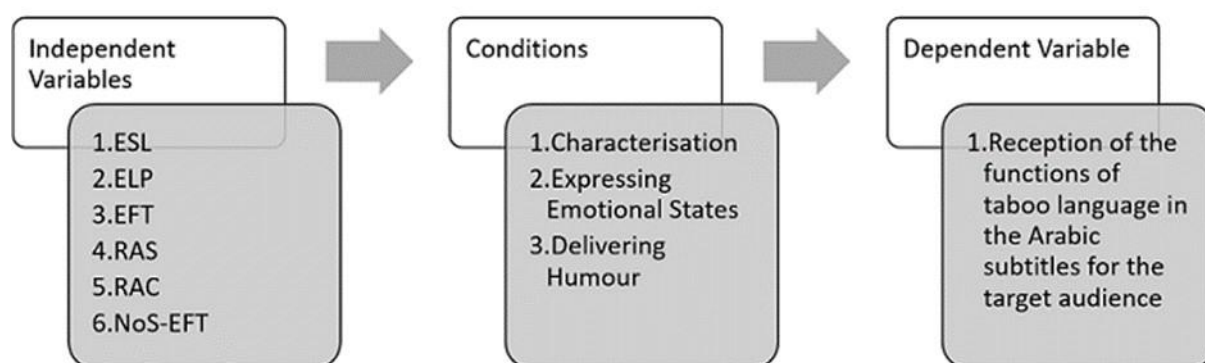 Independent
Variables
1.ESL
2.ELP
3.EFT
4.RAS
5.RAC
6.NoS-EFT
Conditions
1.Characterisation
2.Expressing
Emotional States
3.Delivering
Humour
Dependent Variable
1.Reception of the
functions of
taboo language in
the Arabic
subtitles for the
target audience